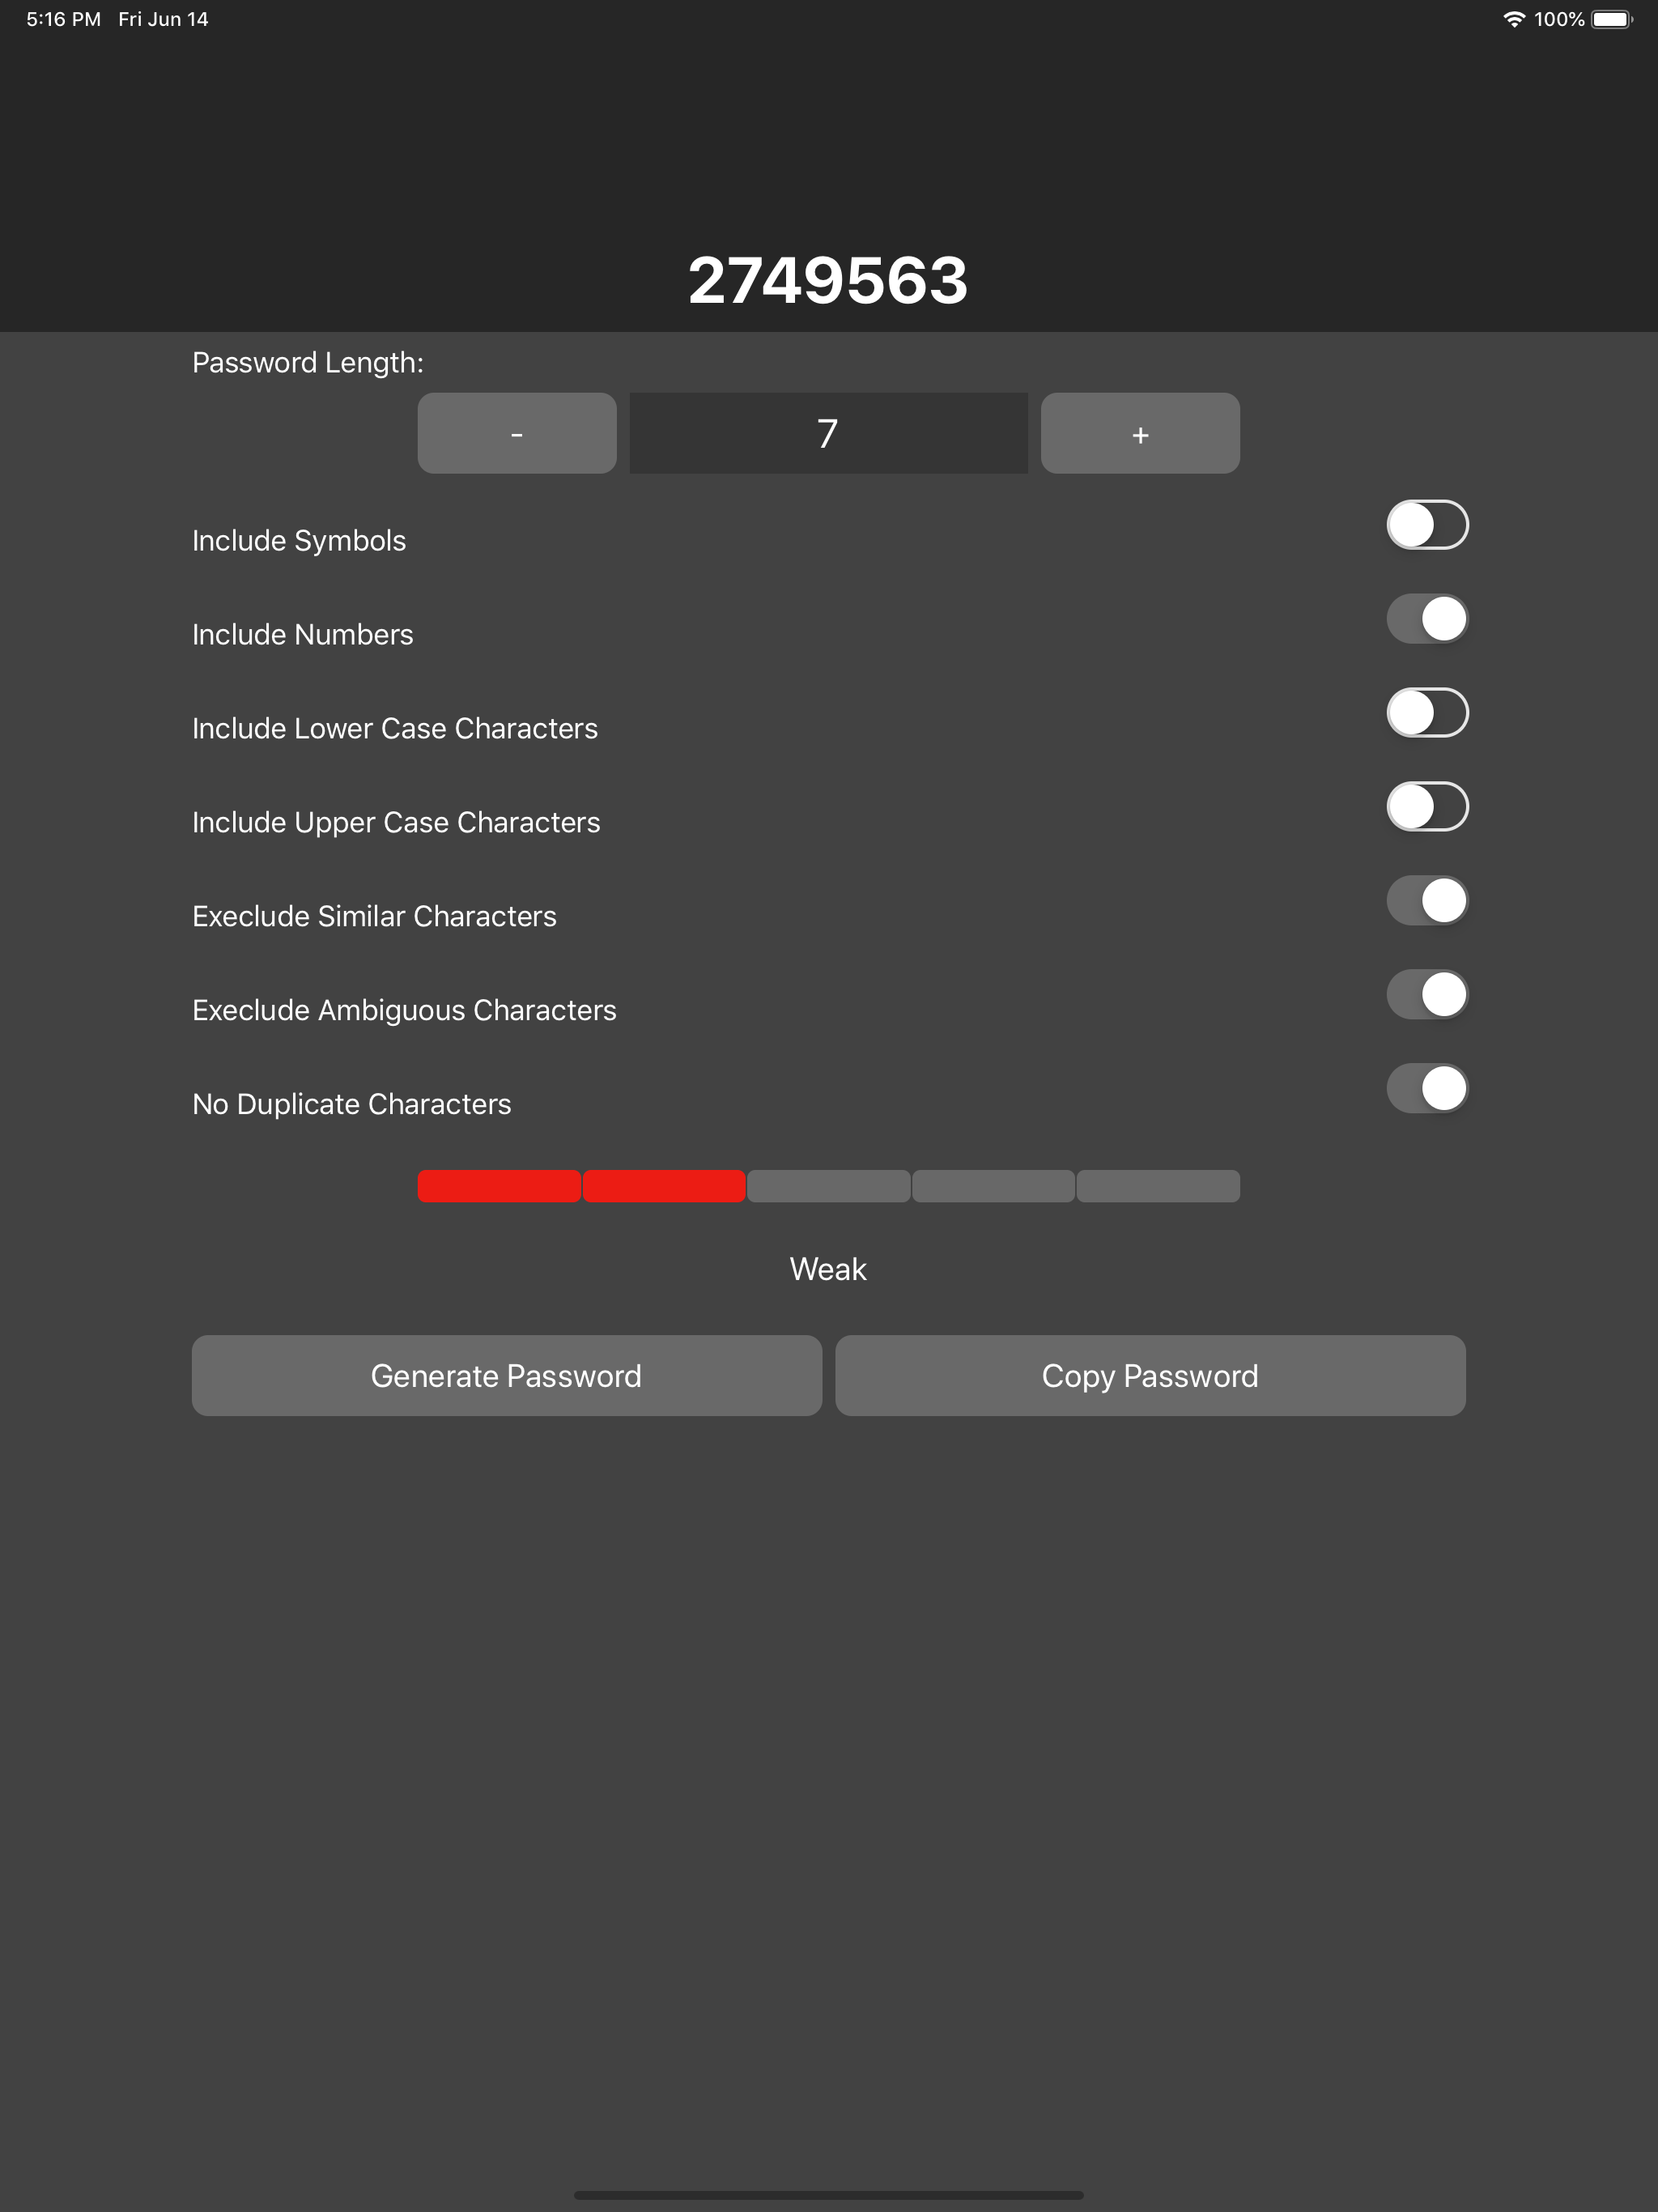 5:16 PM Fri Jun 14 100%
2749563
Password Length:
- 7 +
Include Symbols
Include Numbers
Include Lower Case Characters
Include Upper Case Characters
Execlude Similar Characters
Execlude Ambiguous Characters
No Duplicate Characters
Weak
Generate Password Copy Password